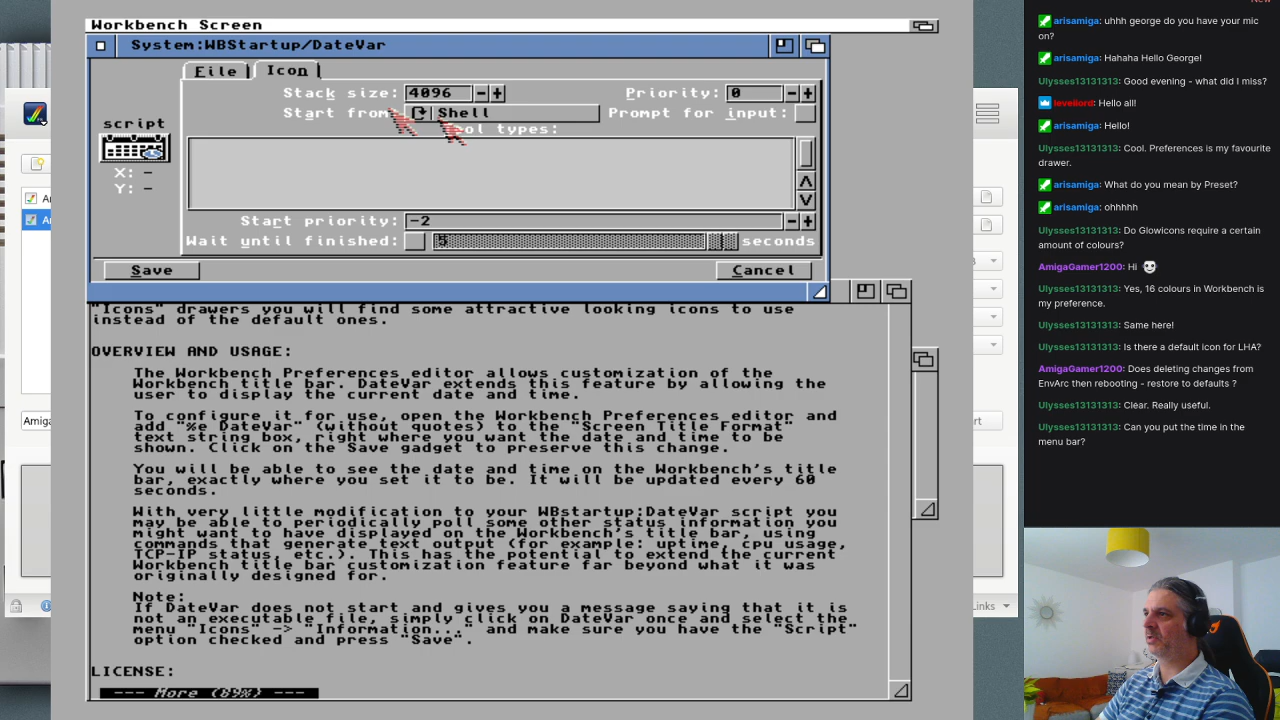 Workbench Screen
System:WBStartup/DateVar
File
Icon
Stack size: 4096
Priority: 0
Start from: Shell
Prompt for input:
script
X: -
Y: -
ool types:
Start priority: -2
Wait until finished: 5 seconds
Save
Cancel
"Icons" drawers you will find some attractive looking icons to use
instead of the default ones.
OVERVIEW AND USAGE:
The Workbench Preferences editor allows customization of the
Workbench title bar. DateVar extends this feature by allowing the
user to display the current date and time.
To configure it for use, open the Workbench Preferences editor and
add "%e DateVar" (without quotes) to the "Screen Title Format"
text string box, right where you want the date and time to be
shown. Click on the Save gadget to preserve this change.
You will be able to see the date and time on the Workbench's title
bar, exactly where you set it to be. It will be updated every 60
seconds.
With very little modification to your WBstartup:DateVar script you
may be able to periodically poll some other status information you
might want to have displayed on the Workbench's title bar, using
commands that generate text output (for example: uptime, cpu usage,
TCP-IP status, etc.). This has the potential to extend the current
Workbench title bar customization feature far beyond what it was
originally designed for.
Note:
If DateVar does not start and gives you a message saying that it is
not an executable file, simply click on DateVar once and select the
menu "Icons" -> "Information..." and make sure you have the "Script"
option checked and press "Save".
LICENSE:
--- More (89%) ---
Amiga
Links
arisamiga: uhhh george do you have your mic
on?
arisamiga: Hahaha Hello George!
Ulysses13131313: Good evening - what did I miss?
levellord: Hello all!
arisamiga: Hello!
Ulysses13131313: Cool. Preferences is my favourite
drawer.
arisamiga: What do you mean by Preset?
arisamiga: ohhhhh
Ulysses13131313: Do Glowicons require a certain
amount of colours?
AmigaGamer1200: Hi
Ulysses13131313: Yes, 16 colours in Workbench is
my preference.
Ulysses13131313: Same here!
Ulysses13131313: Is there a default icon for LHA?
AmigaGamer1200: Does deleting changes from
EnvArc then rebooting - restore to defaults ?
Ulysses13131313: Clear. Really useful.
Ulysses13131313: Can you put the time in the
menu bar?